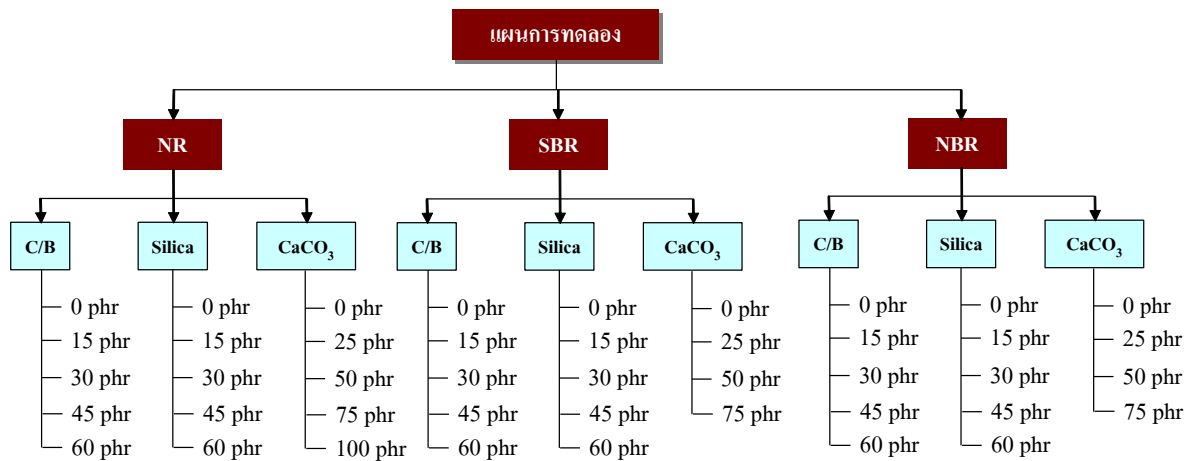 แผนการทดลอง
NR
SBR
NBR
C/B
Silica
CaCO₃
C/B
Silica
CaCO₃
C/B
Silica
CaCO₃
0 phr
15 phr
30 phr
45 phr
60 phr
0 phr
15 phr
30 phr
45 phr
60 phr
0 phr
25 phr
50 phr
75 phr
100 phr
0 phr
15 phr
30 phr
45 phr
60 phr
0 phr
15 phr
30 phr
45 phr
60 phr
0 phr
25 phr
50 phr
75 phr
0 phr
15 phr
30 phr
45 phr
60 phr
0 phr
15 phr
30 phr
45 phr
60 phr
0 phr
25 phr
50 phr
75 phr